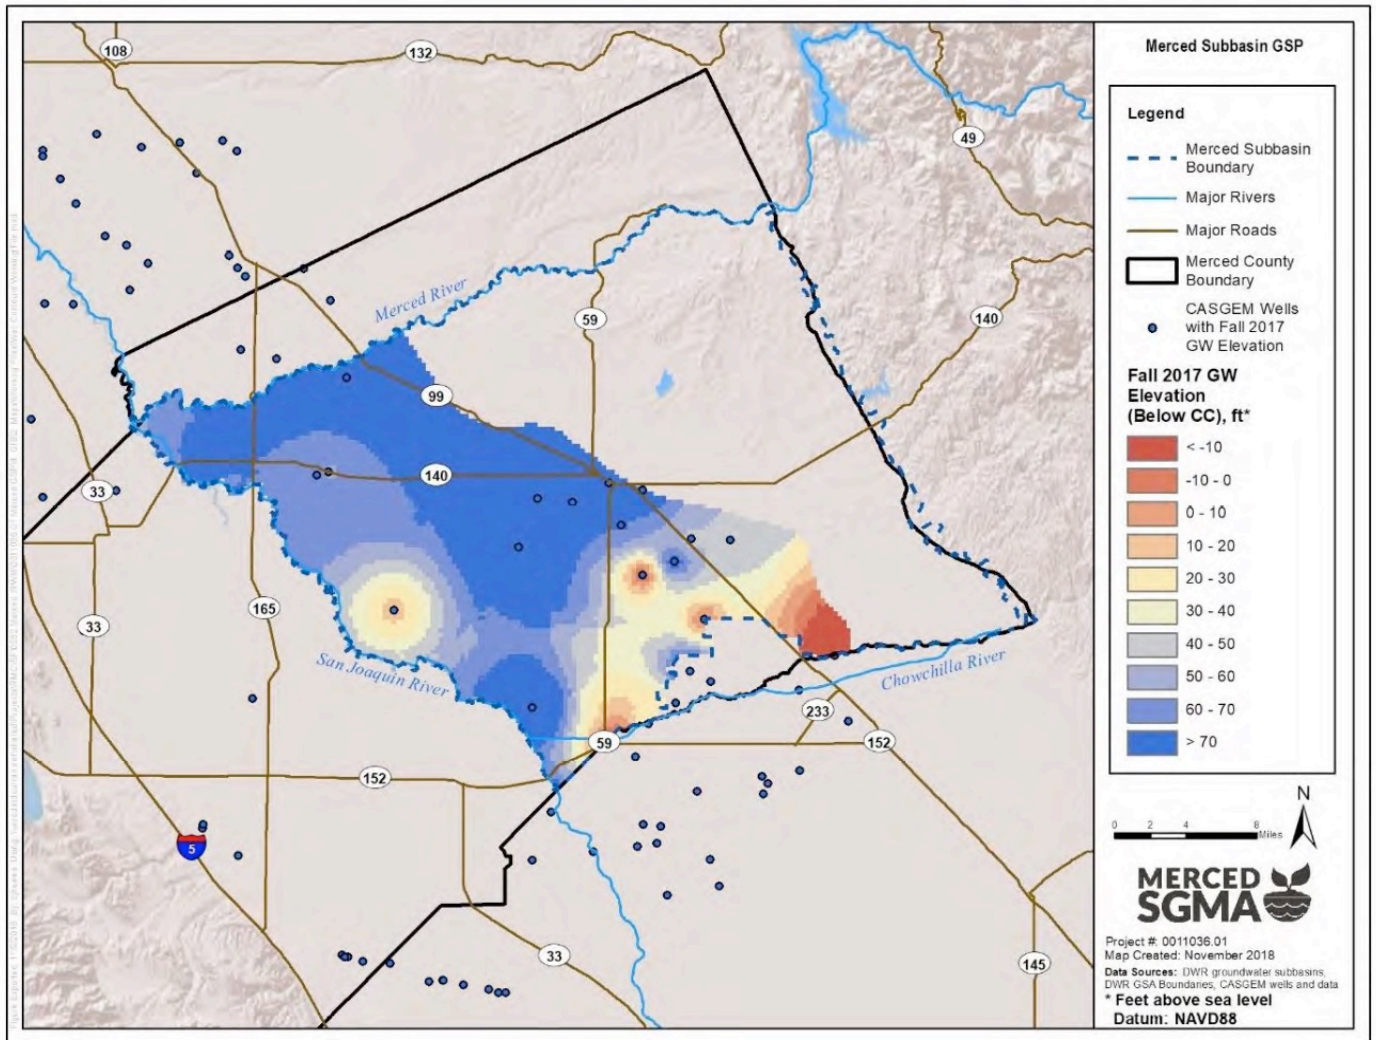 Merced Subbasin GSP
Legend
Merced Subbasin
Boundary
Major Rivers
Major Roads
Merced County
Boundary
CASGEM Wells
with Fall 2017
GW Elevation
Fall 2017 GW
Elevation
(Below CC), ft*
< -10
-10 - 0
0 - 10
10 - 20
20 - 30
30 - 40
40 - 50
50 - 60
60 - 70
> 70
N
0 2 4 8
Miles
MERCED
SGMA
Project #: 0011036.01
Map Created: November 2018
Data Sources: DWR groundwater subbasins,
DWR GSA Boundaries, CASGEM wells and data
* Feet above sea level
Datum: NAVD88
108
132
49
Merced River
59
140
99
140
33
165
33
San Joaquin River
Chowchilla River
233
59
152
152
5
33
145